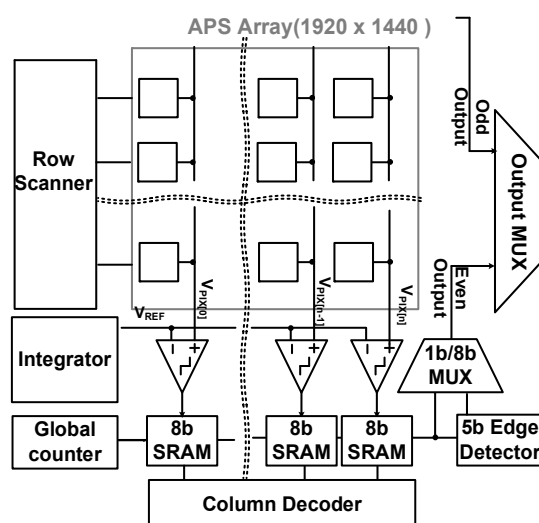 APS Array(1920 x 1440 )
Row
Scanner
Odd
Output
Output MUX
Even
Output
V_PIX[0]
V_PIX[n-1]
V_PIX[n]
V_REF
Integrator
- +
- +
- +
1b/8b
MUX
Global
counter
8b
SRAM
8b
SRAM
8b
SRAM
5b Edge
Detector
Column Decoder